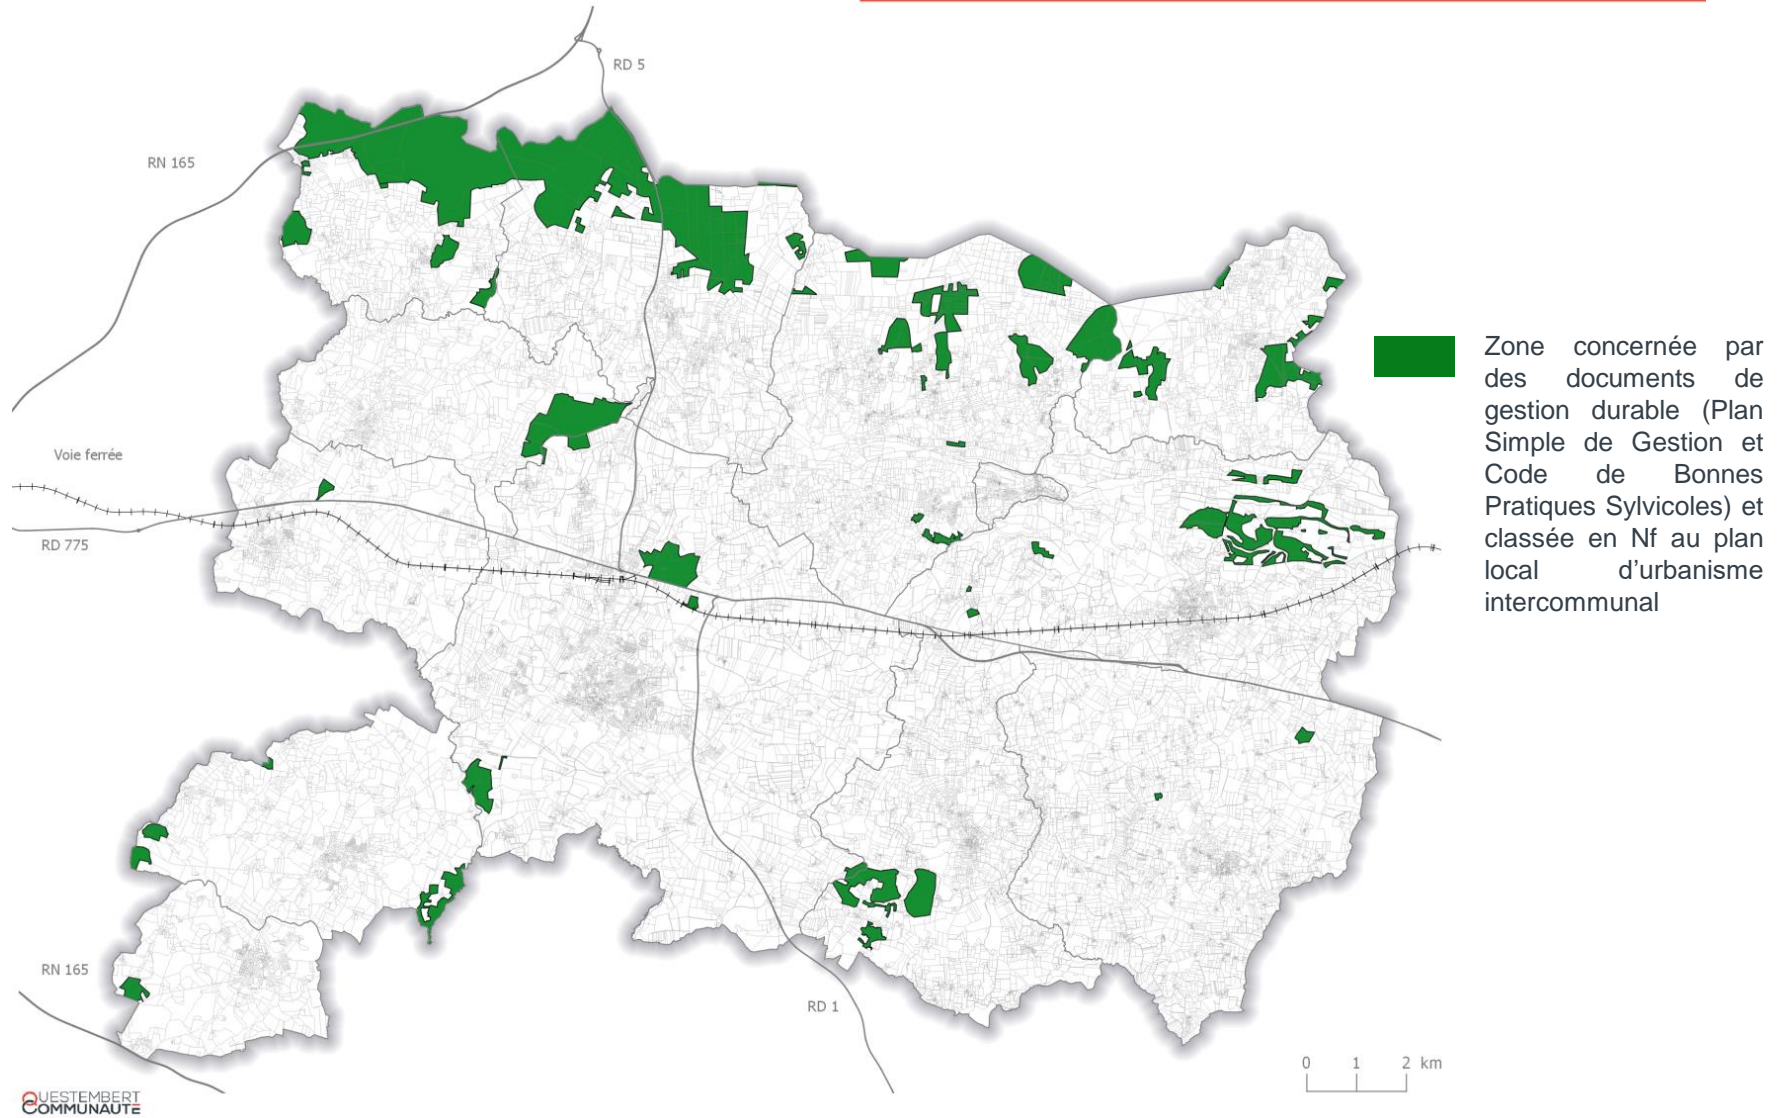 RD 5
RN 165
Zone concernée par
des documents de
gestion durable (Plan
Simple de Gestion et
Code de Bonnes
Pratiques Sylvicoles) et
classée en Nf au plan
local d'urbanisme
intercommunal
Voie ferrée
RD 775
RN 165
RD 1
0 1 2 km
QUESTEMBERT
COMMUNAUTÉ